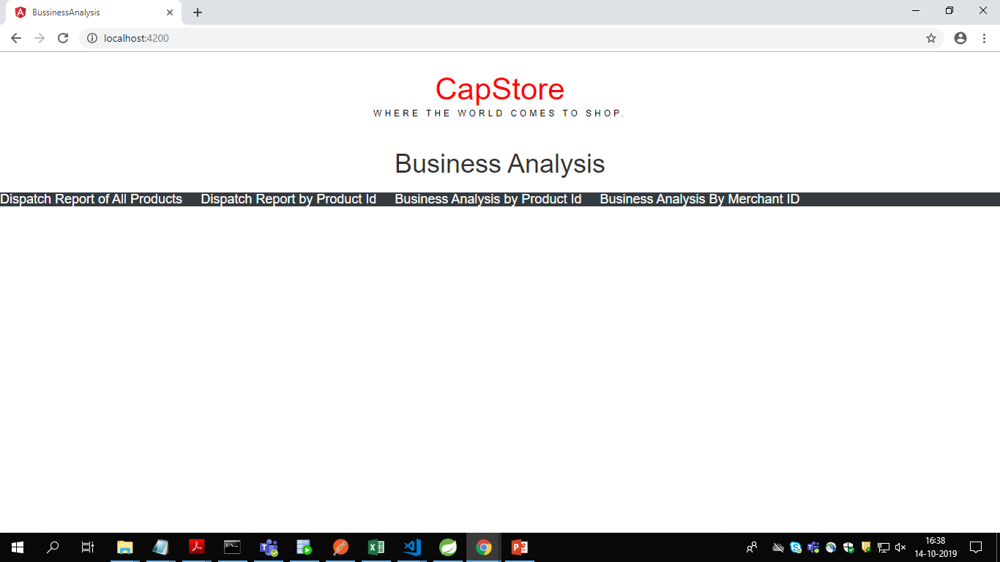 BussinessAnalysis
localhost:4200
CapStore
WHERE THE WORLD COMES TO SHOP.
Business Analysis
Dispatch Report of All Products Dispatch Report by Product Id Business Analysis by Product Id Business Analysis By Merchant ID
16:38
14-10-2019